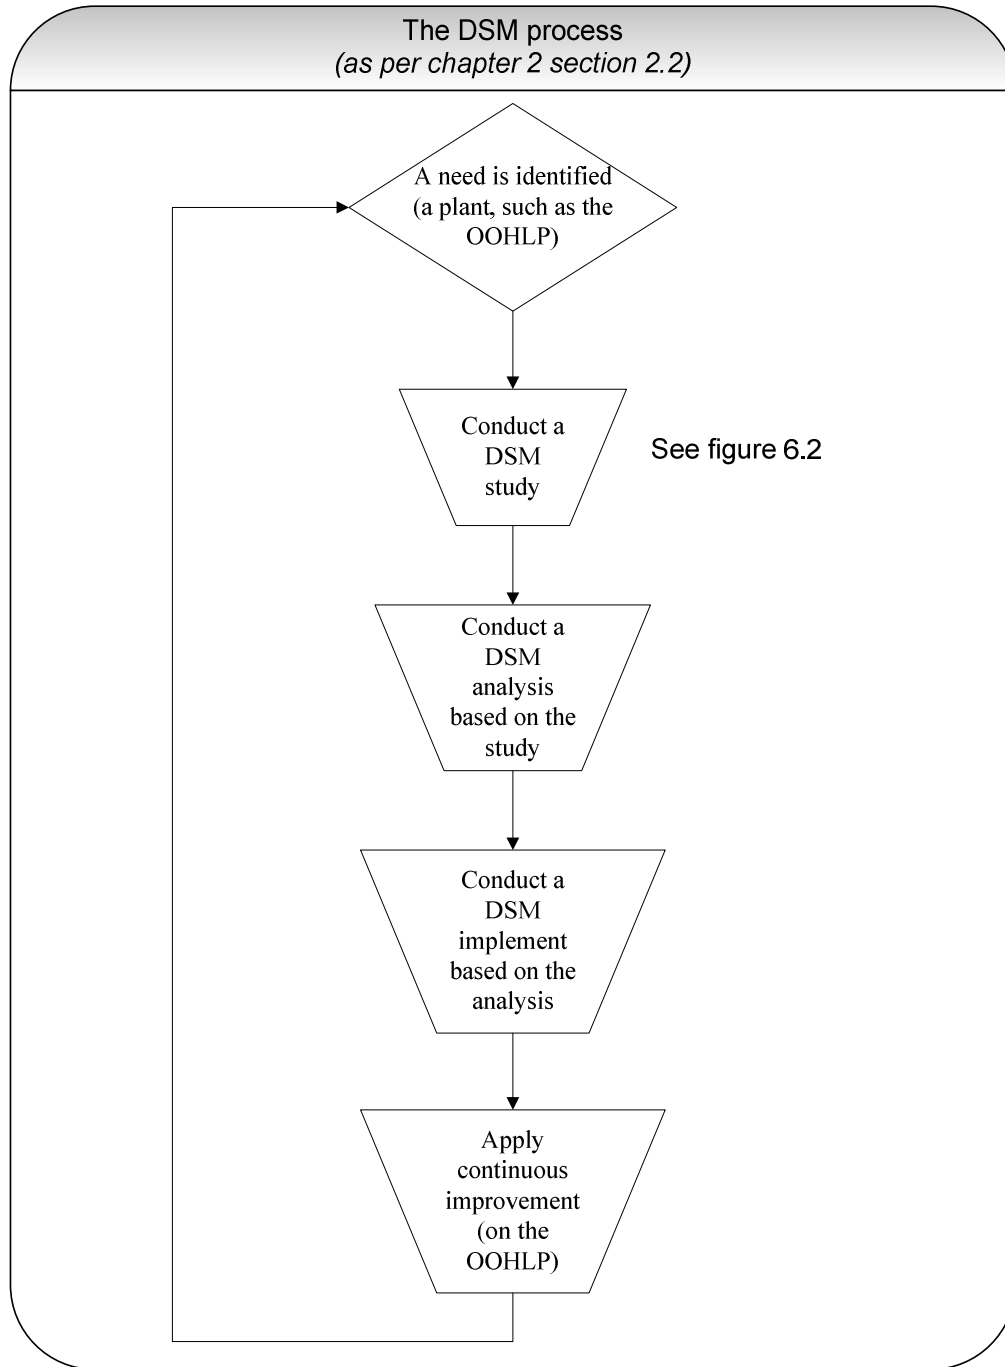 The DSM process
(as per chapter 2 section 2.2)
A need is identified
(a plant, such as the
OOHLP)
Conduct a
DSM
study
See figure 6.2
Conduct a
DSM
analysis
based on the
study
Conduct a
DSM
implement
based on the
analysis
Apply
continuous
improvement
(on the
OOHLP)